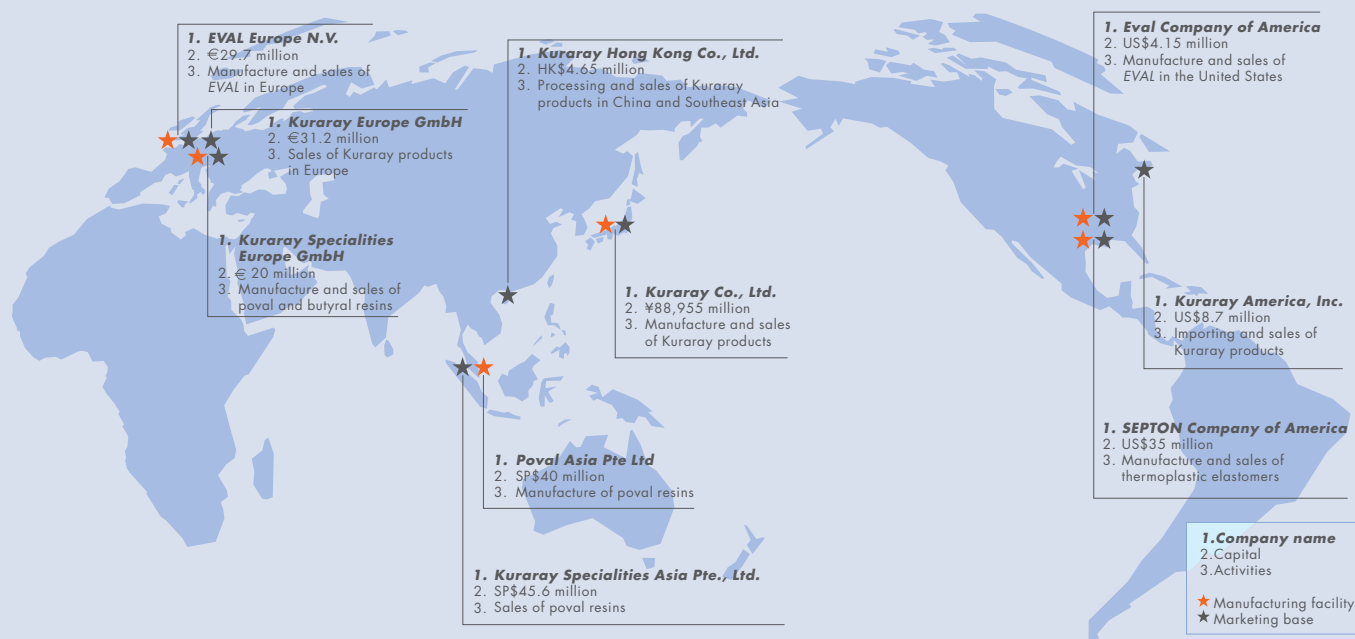 1. EVAL Europe N.V.
2. €29.7 million
3. Manufacture and sales of
EVAL in Europe
1. Kuraray Europe GmbH
2. €31.2 million
3. Sales of Kuraray products
in Europe
1. Kuraray Specialities
Europe GmbH
2. € 20 million
3. Manufacture and sales of
poval and butyral resins
1. Kuraray Hong Kong Co., Ltd.
2. HK$4.65 million
3. Processing and sales of Kuraray
products in China and Southeast Asia
1. Kuraray Co., Ltd.
2. ¥88,955 million
3. Manufacture and sales
of Kuraray products
1. Poval Asia Pte Ltd
2. SP$40 million
3. Manufacture of poval resins
1. Kuraray Specialities Asia Pte., Ltd.
2. SP$45.6 million
3. Sales of poval resins
1. Eval Company of America
2. US$4.15 million
3. Manufacture and sales of
EVAL in the United States
1. Kuraray America, Inc.
2. US$8.7 million
3. Importing and sales of
Kuraray products
1. SEPTON Company of America
2. US$35 million
3. Manufacture and sales of
thermoplastic elastomers
1.Company name
2.Capital
3.Activities
Manufacturing facility
Marketing base